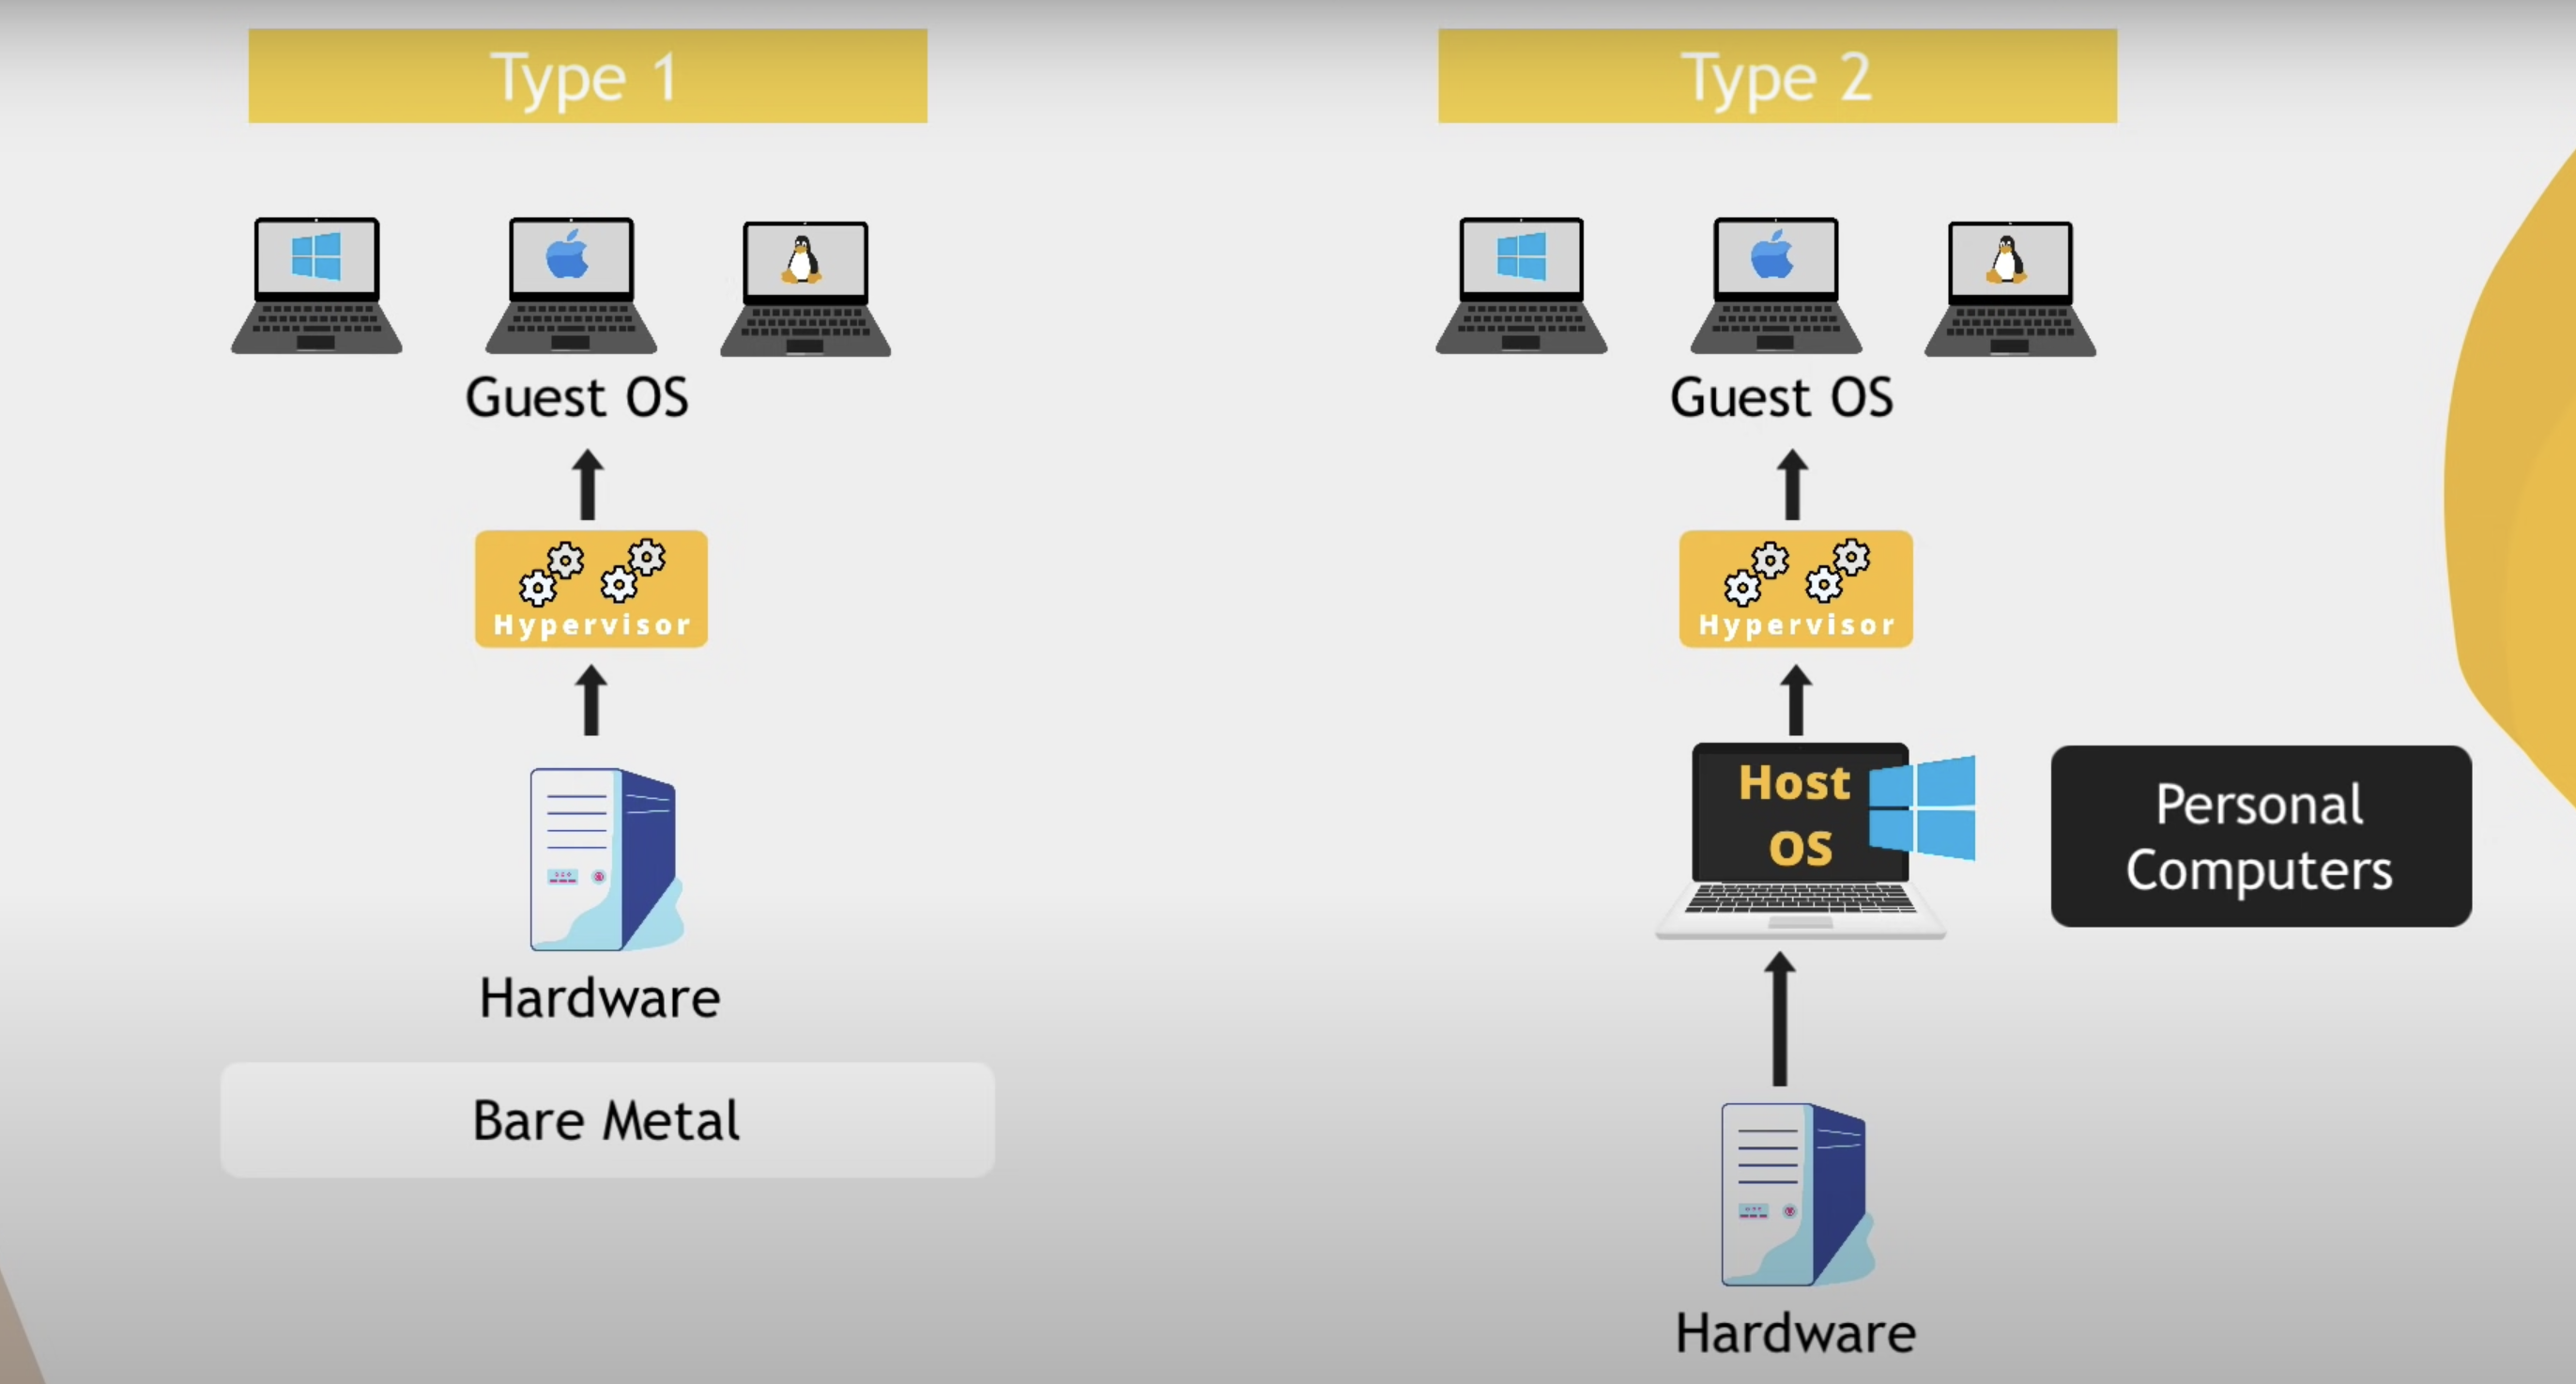 Type 1
Guest OS
Hypervisor
Hardware
Bare Metal
Type 2
Guest OS
Hypervisor
Host
OS
Personal
Computers
Hardware